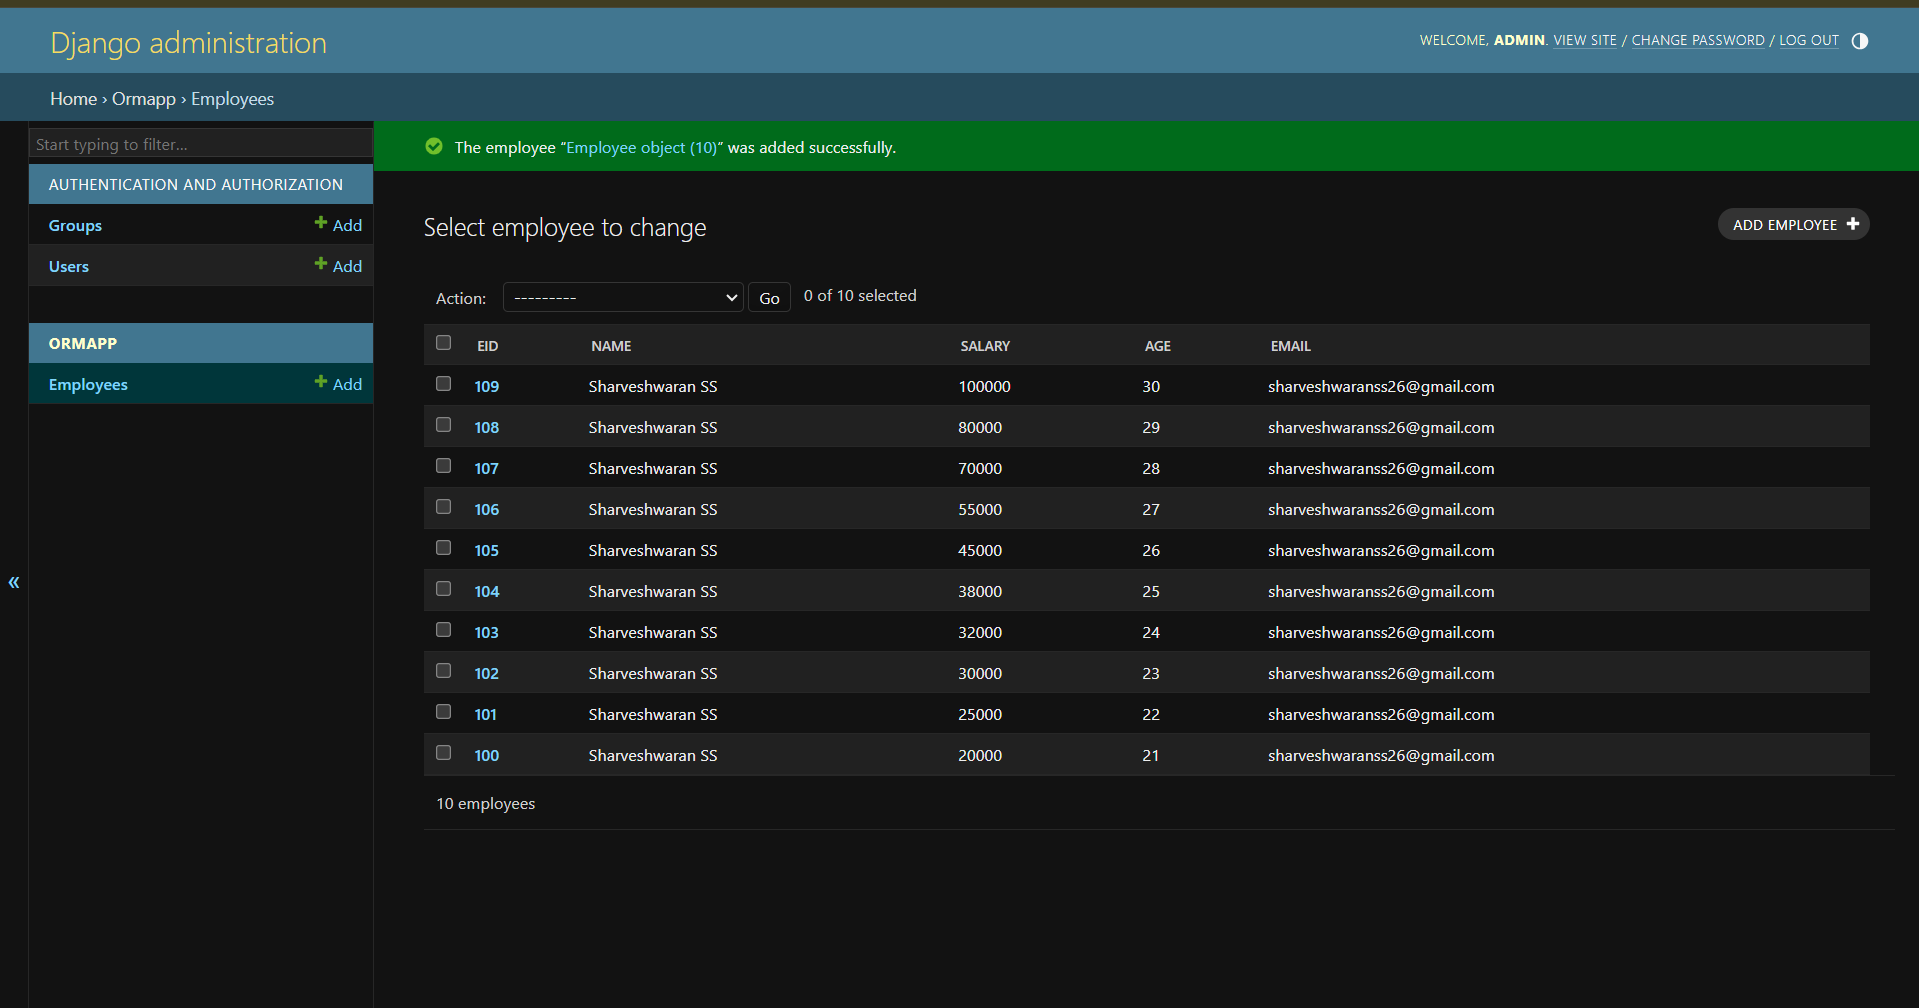 Django administration
WELCOME, ADMIN. VIEW SITE / CHANGE PASSWORD / LOG OUT
Home › Ormapp › Employees
Start typing to filter...
AUTHENTICATION AND AUTHORIZATION
Groups Add
Users Add
ORMAPP
Employees Add
«
The employee “Employee object (10)” was added successfully.
Select employee to change
ADD EMPLOYEE
Action: --------- Go 0 of 10 selected
EID NAME SALARY AGE EMAIL
109 Sharveshwaran SS 100000 30 sharveshwaranss26@gmail.com
108 Sharveshwaran SS 80000 29 sharveshwaranss26@gmail.com
107 Sharveshwaran SS 70000 28 sharveshwaranss26@gmail.com
106 Sharveshwaran SS 55000 27 sharveshwaranss26@gmail.com
105 Sharveshwaran SS 45000 26 sharveshwaranss26@gmail.com
104 Sharveshwaran SS 38000 25 sharveshwaranss26@gmail.com
103 Sharveshwaran SS 32000 24 sharveshwaranss26@gmail.com
102 Sharveshwaran SS 30000 23 sharveshwaranss26@gmail.com
101 Sharveshwaran SS 25000 22 sharveshwaranss26@gmail.com
100 Sharveshwaran SS 20000 21 sharveshwaranss26@gmail.com
10 employees